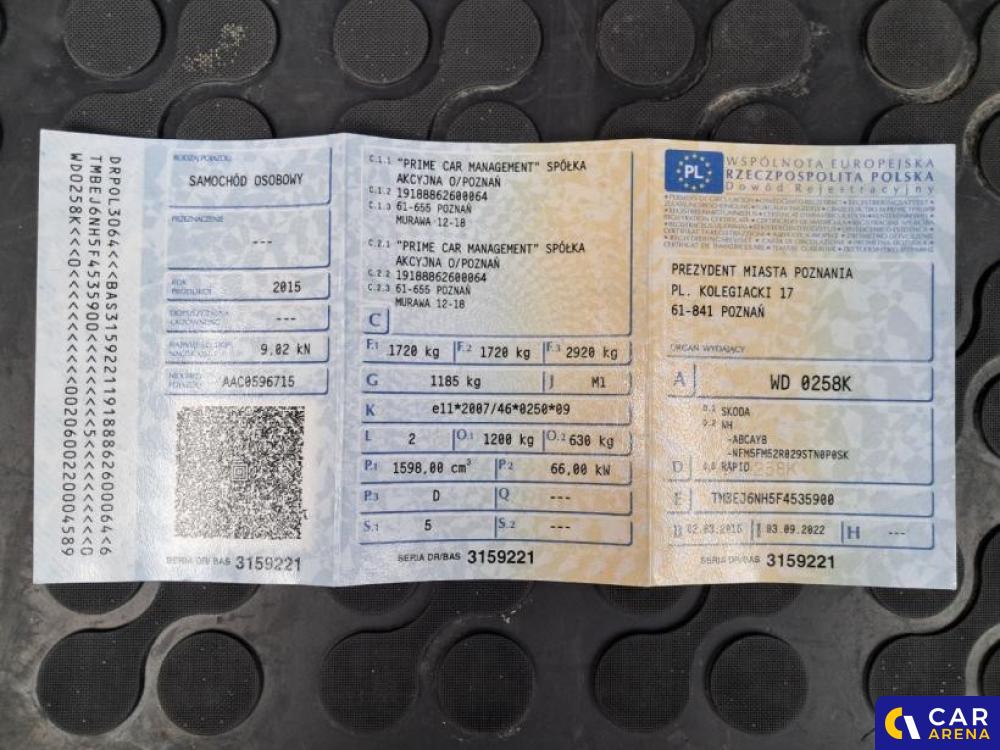 DRPOL3064<<<BAS315922119188862600064<6
TMBEJ6NH5F4535900<<<<<<<<<5<<<<<<<<<<0
RODZAJ POJAZDU
SAMOCHÓD OSOBOWY
PRZEZNACZENIE
---
ROK PRODUKCJI
2015
---
9,02 kN
AAC0596715
SERIA DR/BAS 3159221
C.1.1 "PRIME CAR MANAGEMENT" SPÓŁKA
AKCYJNA O/POZNAŃ
C.1.2 19188862600064
C.1.3 61-655 POZNAŃ
MURAWA 12-18
C.2.1 "PRIME CAR MANAGEMENT" SPÓŁKA
AKCYJNA O/POZNAŃ
C.2.2 19188862600064
C.2.3 61-655 POZNAŃ
MURAWA 12-18
C
F.1 1720 kg F.2 1720 kg F.3 2920 kg
G 1185 kg J M1
K e11*2007/46*0250*09
L 2 O.1 1200 kg O.2 630 kg
P.1 1598,00 cm³ P.2 66,00 kW
P.3 D Q ---
S.1 5 S.2 ---
SERIA DR/BAS 3159221
PL
WSPÓLNOTA EUROPEJSKA
RZECZPOSPOLITA POLSKA
Dowód Rejestracyjny
PREZYDENT MIASTA POZNANIA
PL. KOLEGIACKI 17
61-841 POZNAŃ
ORGAN WYDAJĄCY
A WD 0258K
D.1 SKODA
D.2 NH
-ABCAYB
-NFM5FM52R029STN0P0SK
D D.3 RAPID
E TMBEJ6NH5F4535900
B 02.03.2015 I 03.09.2022 H ---
SERIA DR/BAS 3159221
CAR
ARENA